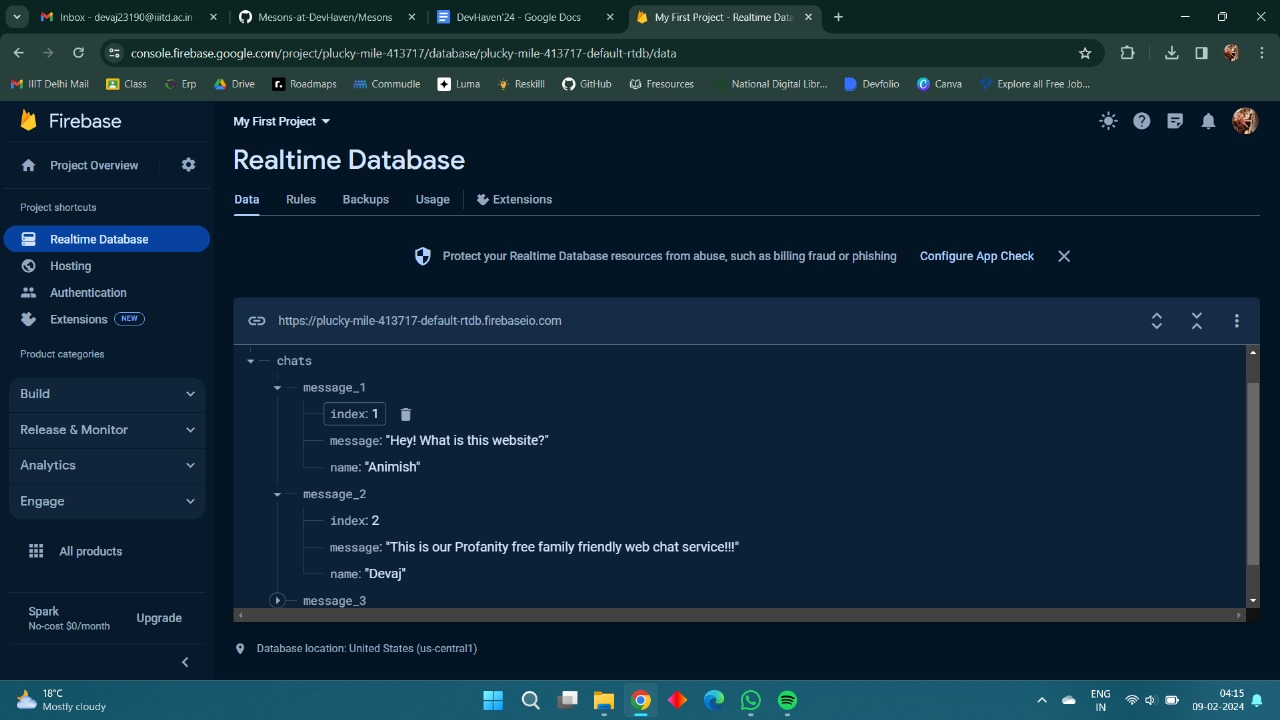 Inbox - devaj23190@iiitd.ac.in -
Mesons-at-DevHaven/Mesons
DevHaven'24 - Google Docs
My First Project - Realtime Data
console.firebase.google.com/project/plucky-mile-413717/database/plucky-mile-413717-default-rtdb/data
IIIT Delhi Mail
Class
Erp
Drive
Roadmaps
Commudle
Luma
Reskilll
GitHub
Fresources
National Digital Libr...
Devfolio
Canva
Explore all Free Job...
Firebase
My First Project
Project Overview
Realtime Database
Project shortcuts
Data
Rules
Backups
Usage
Extensions
Realtime Database
Hosting
Authentication
Extensions NEW
Product categories
Build
Release & Monitor
Analytics
Engage
All products
Spark
No-cost $0/month
Upgrade
Protect your Realtime Database resources from abuse, such as billing fraud or phishing
Configure App Check
https://plucky-mile-413717-default-rtdb.firebaseio.com
chats
message_1
index: 1
message: "Hey! What is this website?"
name: "Animish"
message_2
index: 2
message: "This is our Profanity free family friendly web chat service!!!"
name: "Devaj"
message_3
Database location: United States (us-central1)
18°C
Mostly cloudy
ENG
IN
04:15
09-02-2024